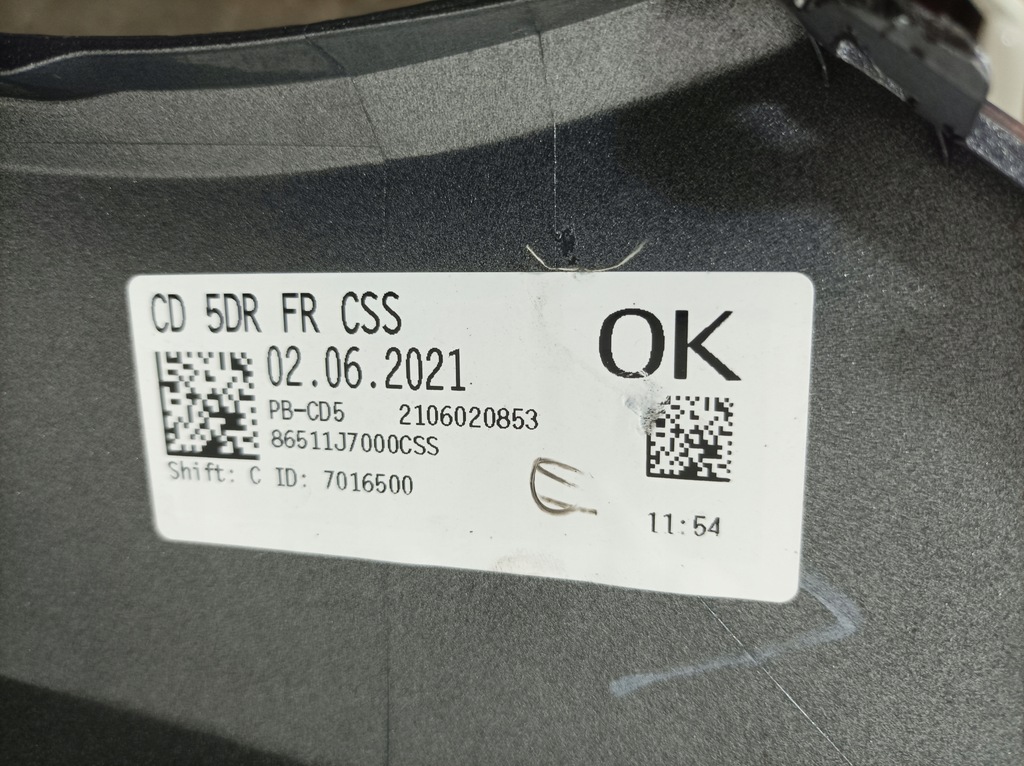 CD 5DR FR CSS
OK
02.06.2021
PB-CD5 2106020853
86511J7000CSS
Shift: C ID: 7016500
11:54